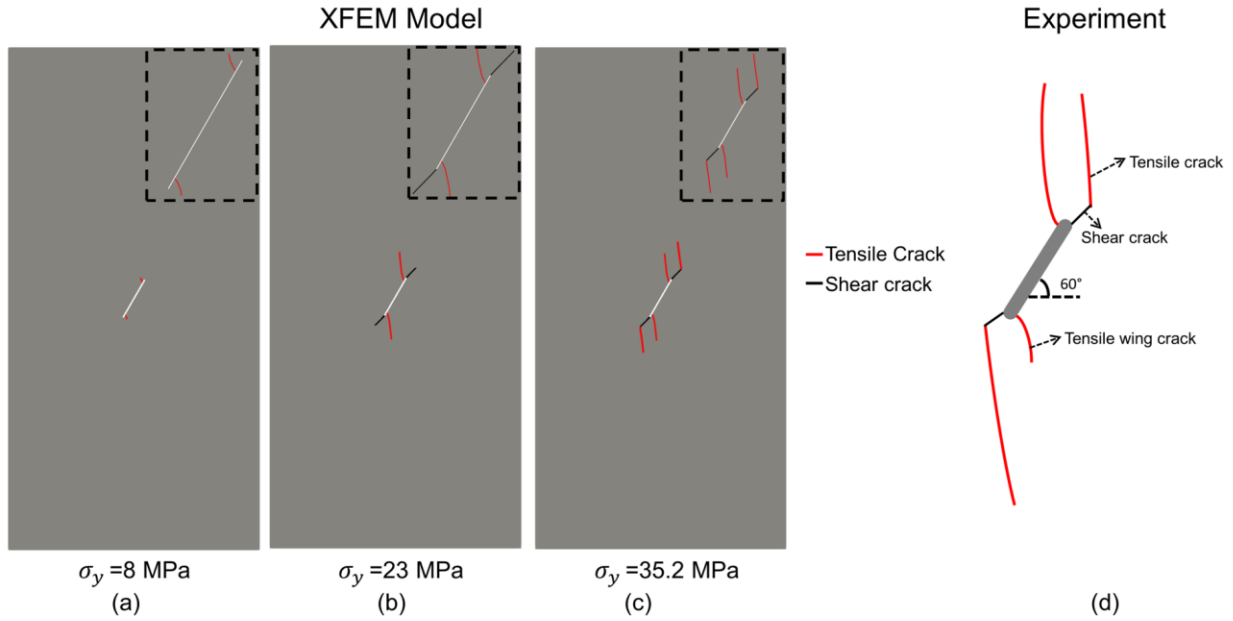 XFEM Model
Experiment
Tensile crack
Shear crack
Tensile Crack
Shear crack
60°
Tensile wing crack
σy =8 MPa
σy =23 MPa
σy =35.2 MPa
(a)
(b)
(c)
(d)